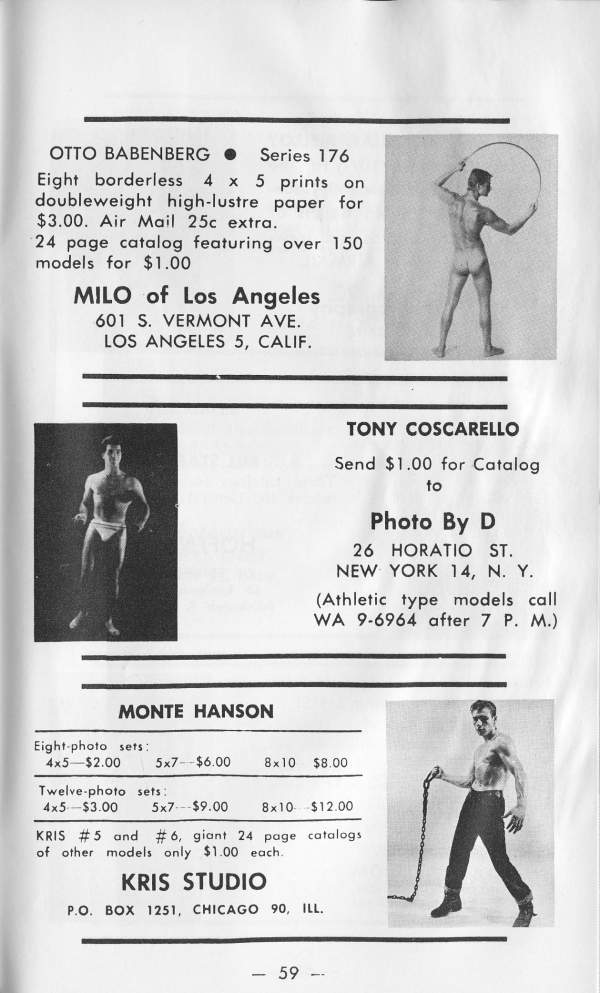 OTTO BABENBERG ● Series 176
Eight borderless 4 x 5 prints on
doubleweight high-lustre paper for
$3.00. Air Mail 25c extra.
24 page catalog featuring over 150
models for $1.00
MILO of Los Angeles
601 S. VERMONT AVE.
LOS ANGELES 5, CALIF.
TONY COSCARELLO
Send $1.00 for Catalog
to
Photo By D
26 HORATIO ST.
NEW YORK 14, N. Y.
(Athletic type models call
WA 9-6964 after 7 P. M.)
MONTE HANSON
Eight-photo sets:
4x5—$2.00 5x7--$6.00 8x10 $8.00
Twelve-photo sets:
4x5--$3.00 5x7---$9.00 8x10--$12.00
KRIS #5 and #6, giant 24 page catalogs
of other models only $1.00 each.
KRIS STUDIO
P.O. BOX 1251, CHICAGO 90, ILL.
— 59 —